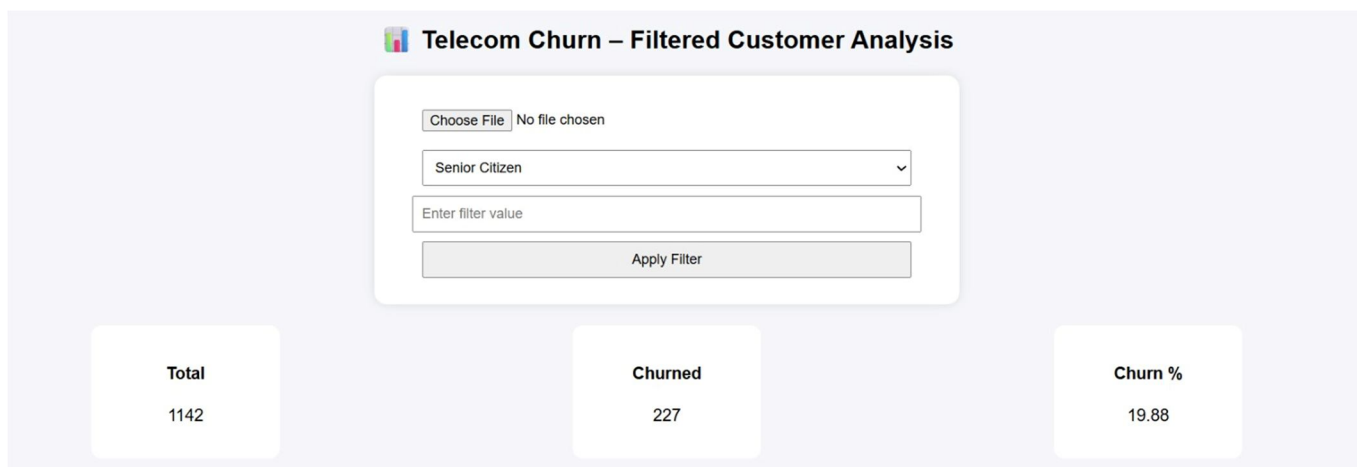 Telecom Churn – Filtered Customer Analysis
Choose File No file chosen
Senior Citizen
Enter filter value
Apply Filter
Total
1142
Churned
227
Churn %
19.88